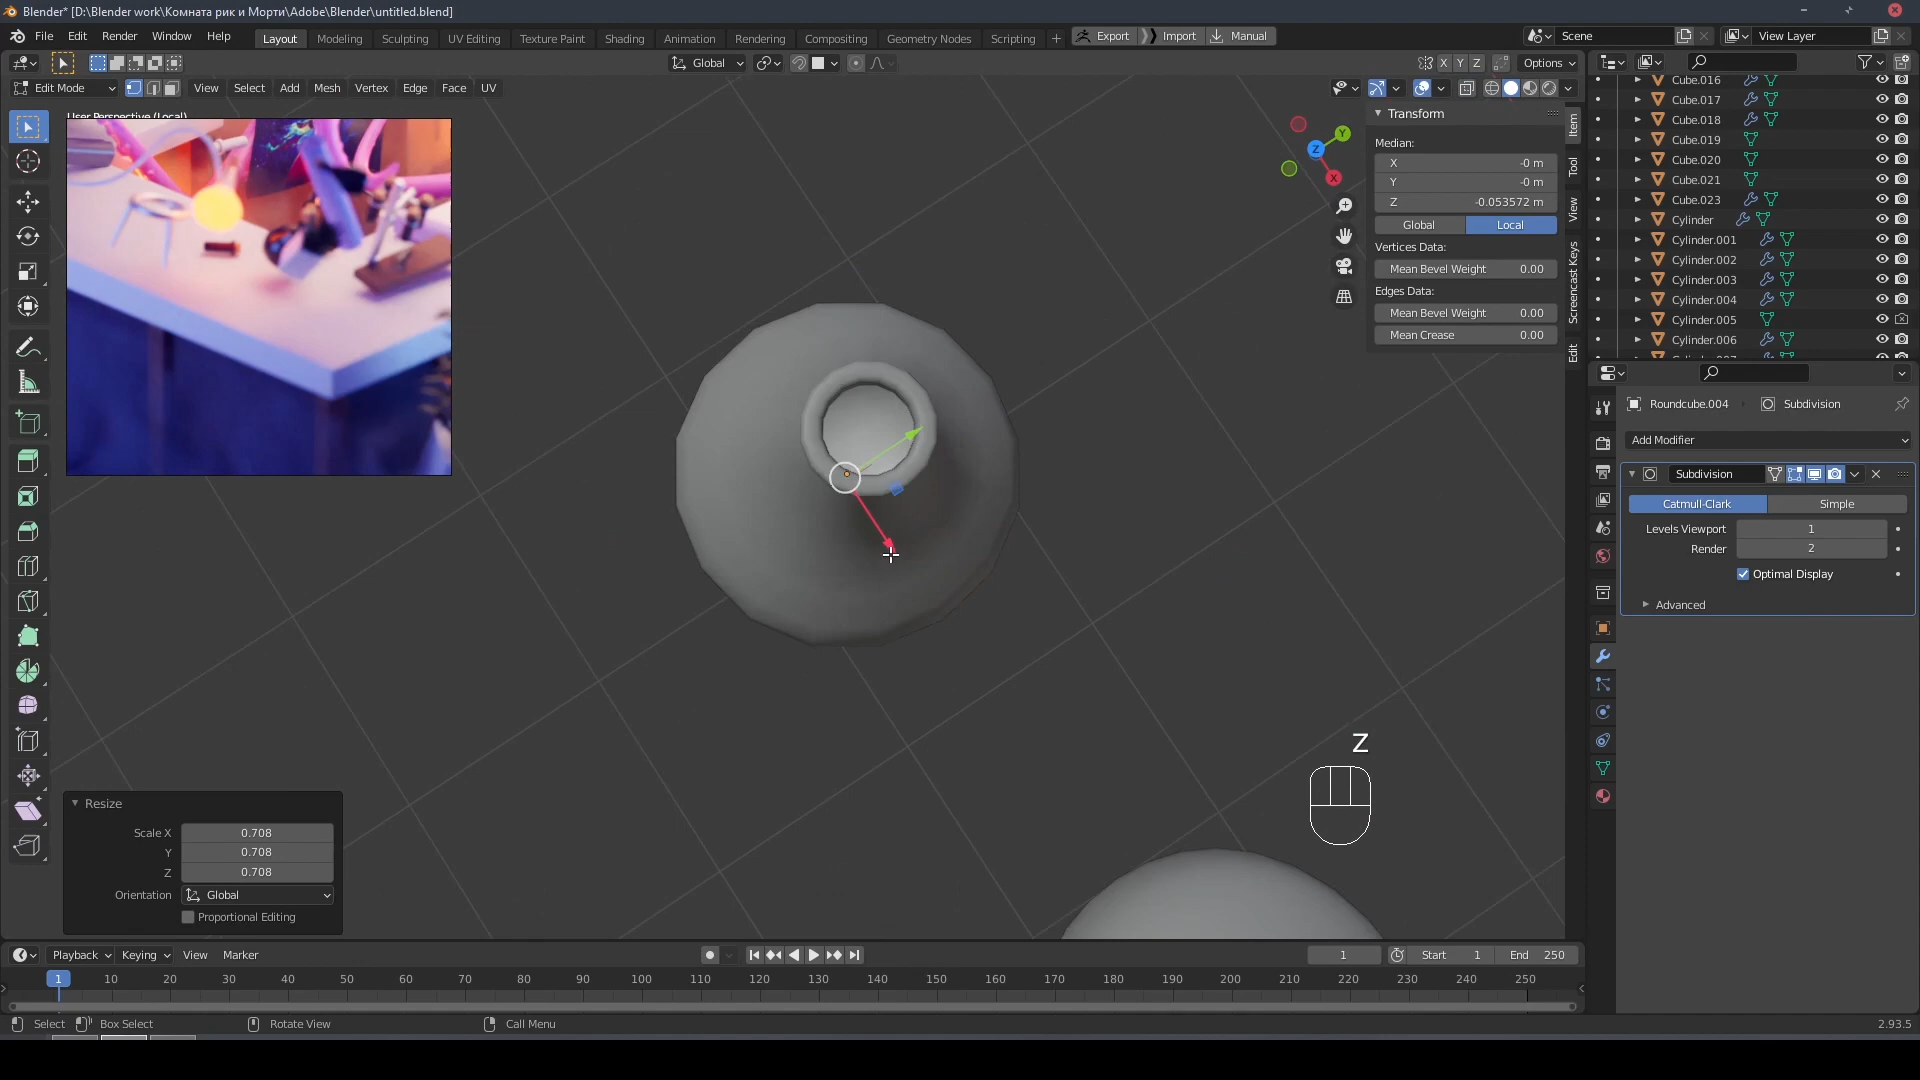 Blender* [D:\Blender work\Комната рик и Морти\Adobe\Blender\untitled.blend]
File Edit Render Window Help
Layout Modeling Sculpting UV Editing Texture Paint Shading Animation Rendering Compositing Geometry Nodes Scripting + Export Import Manual
Scene
View Layer
Global
X Y Z
Options
Edit Mode View Select Add Mesh Vertex Edge Face UV
User Perspective (Local)
Transform
Median:
X -0 m
Y -0 m
Z -0.053572 m
Global Local
Vertices Data:
Mean Bevel Weight 0.00
Edges Data:
Mean Bevel Weight 0.00
Mean Crease 0.00
Item
Tool
View
Screencast Keys
Edit
Y
Z
X
Cube.016
Cube.017
Cube.018
Cube.019
Cube.020
Cube.021
Cube.023
Cylinder
Cylinder.001
Cylinder.002
Cylinder.003
Cylinder.004
Cylinder.005
Cylinder.006
Roundcube.004 Subdivision
Add Modifier
Subdivision
Catmull-Clark Simple
Levels Viewport 1
Render 2
Optimal Display
Advanced
Z
Resize
Scale X 0.708
Y 0.708
Z 0.708
Orientation Global
Proportional Editing
Playback Keying View Marker
1 Start 1 End 250
1 10 20 30 40 50 60 70 80 90 100 110 120 130 140 150 160 170 180 190 200 210 220 230 240 250
Select Box Select Rotate View Call Menu
2.93.5